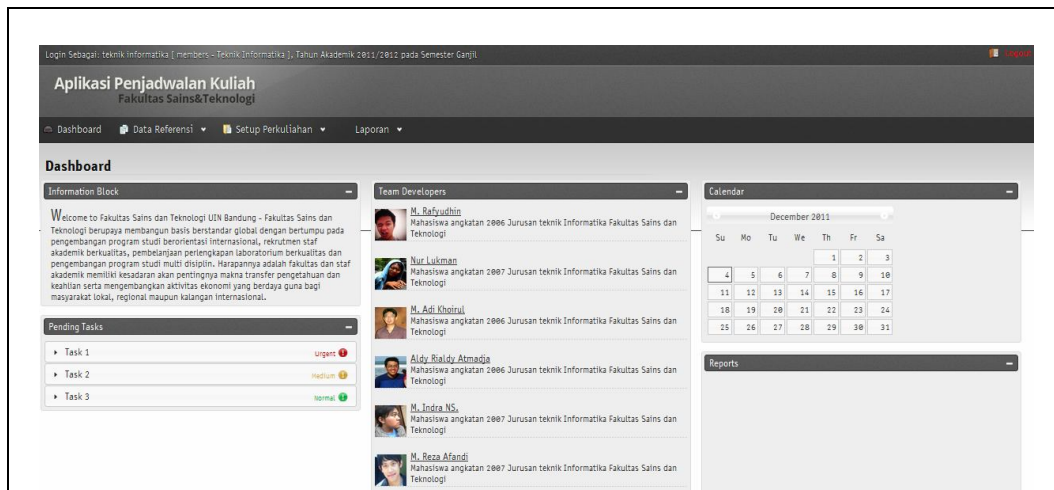 Login Sebagai: teknik informatika [ members - Teknik Informatika ], Tahun Akademik 2011/2012 pada Semester Ganjil
Logout
Aplikasi Penjadwalan Kuliah
Fakultas Sains&Teknologi
Dashboard Data Referensi Setup Perkuliahan Laporan
Dashboard
Information Block
Welcome to Fakultas Sains dan Teknologi UIN Bandung - Fakultas Sains dan
Teknologi berupaya membangun basis berstandar global dengan bertumpu pada
pengembangan program studi berorientasi internasional, rekrutmen staf
akademik berkualitas, pembelanjaan perlengkapan laboratorium berkualitas dan
pengembangan program studi multi disiplin. Harapannya adalah fakultas dan staf
akademik memiliki kesadaran akan pentingnya makna transfer pengetahuan dan
keahlian serta mengembangkan aktivitas ekonomi yang berdaya guna bagi
masyarakat lokal, regional maupun kalangan internasional.
Pending Tasks
Task 1 Urgent
Task 2 Medium
Task 3 Normal
Team Developers
M. Rafyudhin
Mahasiswa angkatan 2006 Jurusan teknik Informatika Fakultas Sains dan
Teknologi
Nur Lukman
Mahasiswa angkatan 2007 Jurusan teknik Informatika Fakultas Sains dan
Teknologi
M. Adi Khoirul
Mahasiswa angkatan 2006 Jurusan teknik Informatika Fakultas Sains dan
Teknologi
Aldy Rialdy Atmadja
Mahasiswa angkatan 2006 Jurusan teknik Informatika Fakultas Sains dan
Teknologi
M. Indra NS.
Mahasiswa angkatan 2007 Jurusan teknik Informatika Fakultas Sains dan
Teknologi
M. Reza Afandi
Mahasiswa angkatan 2007 Jurusan teknik Informatika Fakultas Sains dan
Teknologi
Calendar
December 2011
Su Mo Tu We Th Fr Sa
1 2 3
4 5 6 7 8 9 10
11 12 13 14 15 16 17
18 19 20 21 22 23 24
25 26 27 28 29 30 31
Reports